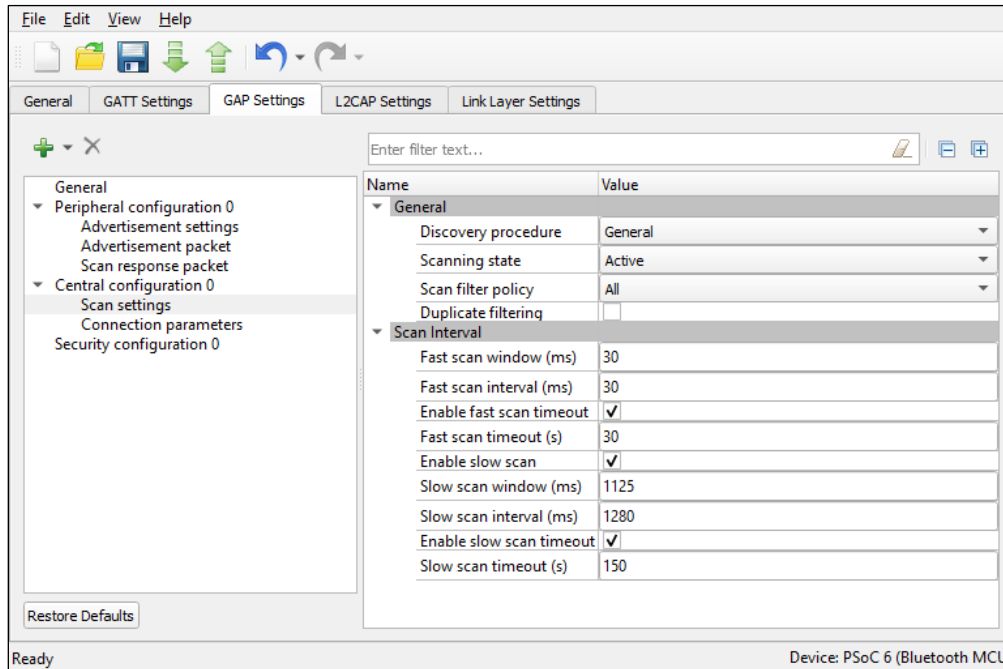 File Edit View Help
General GATT Settings GAP Settings L2CAP Settings Link Layer Settings
Enter filter text...
General
Peripheral configuration 0
Advertisement settings
Advertisement packet
Scan response packet
Central configuration 0
Scan settings
Connection parameters
Security configuration 0
Restore Defaults
Name Value
General
Discovery procedure General
Scanning state Active
Scan filter policy All
Duplicate filtering
Scan Interval
Fast scan window (ms) 30
Fast scan interval (ms) 30
Enable fast scan timeout
Fast scan timeout (s) 30
Enable slow scan
Slow scan window (ms) 1125
Slow scan interval (ms) 1280
Enable slow scan timeout
Slow scan timeout (s) 150
Ready Device: PSoC 6 (Bluetooth MCU